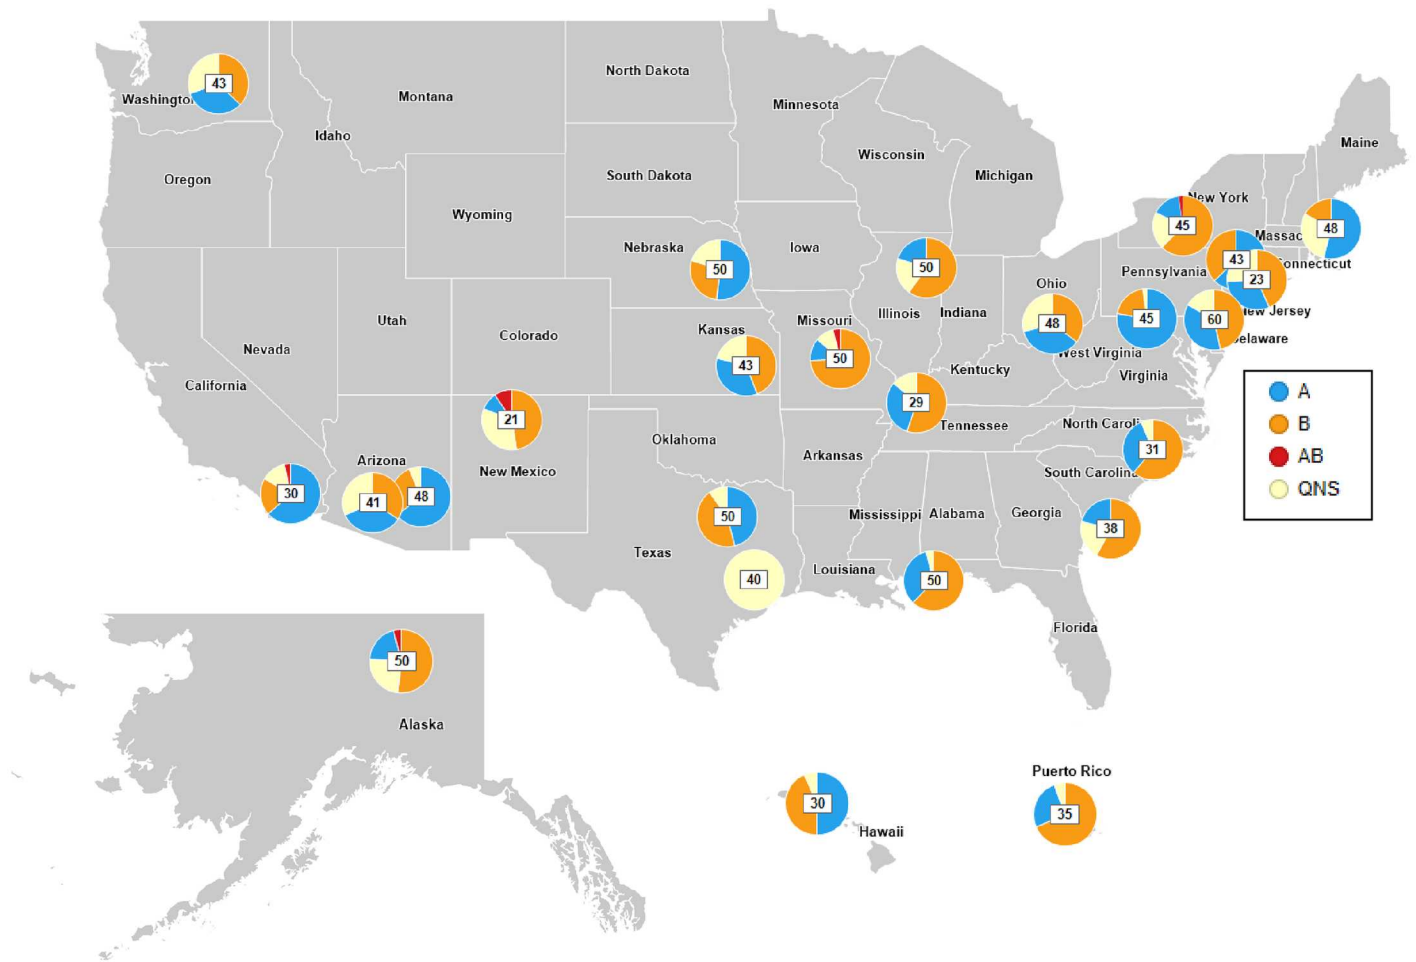 North Dakota
Minnesota
43
Montana
Washingto
Idaho
Wisconsin
Maine
Oregon
South Dakota
Michigan
Wyoming
New York
45
48
Nebraska
Iowa
Massac
50
50
43
Connecticut
Pennsylvania
23
Ohio
Utah
Colorado
Kansas
Missouri
Illinois
Indiana
48
45
60
New Jersey
Nevada
50
West Virginia
Delaware
California
43
Kentucky
Virginia
A
29
21
Oklahoma
Tennessee
North Caroli
B
Arizona
New Mexico
Arkansas
31
AB
30
41
48
South Carolina
QNS
50
Mississippi
Alabama
Georgia
38
Texas
40
Louisiana
50
Florida
50
Alaska
Puerto Rico
30
35
Hawaii